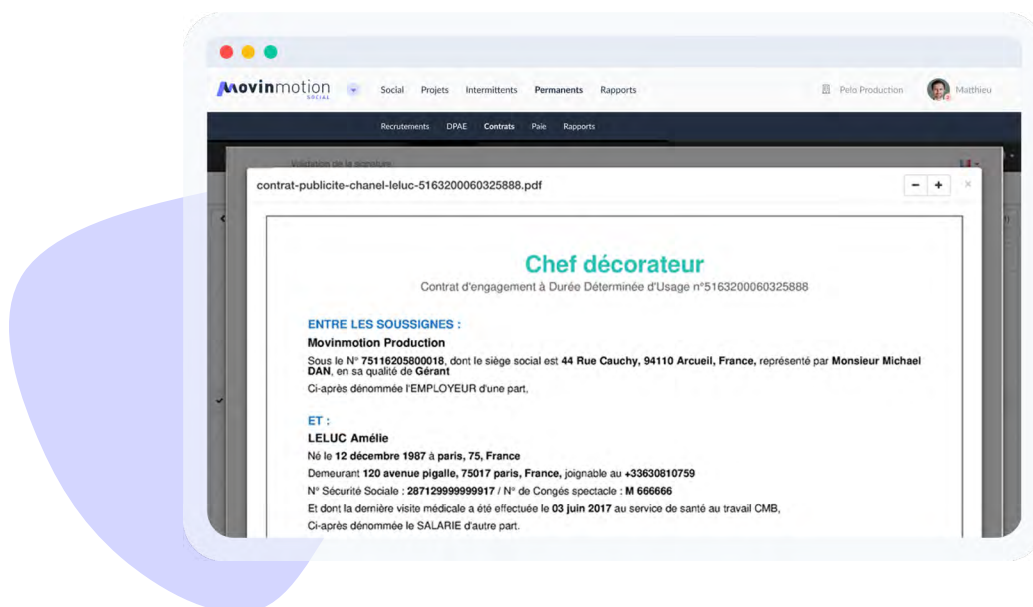 Movinmotion
SOCIAL
Social Projets Intermittents Permanents Rapports
Pelo Production
Matthieu
Recrutements DPAE Contrats Paie Rapports
Validation de la signature
contrat-publicite-chanel-leluc-5163200060325888.pdf
- + ×
Chef décorateur
Contrat d'engagement à Durée Déterminée d'Usage n°5163200060325888
ENTRE LES SOUSSIGNES :
Movinmotion Production
Sous le N° 75116205800018, dont le siège social est 44 Rue Cauchy, 94110 Arcueil, France, représenté par Monsieur Michael
DAN, en sa qualité de Gérant
Ci-après dénommée l'EMPLOYEUR d'une part,
ET :
LELUC Amélie
Né le 12 décembre 1987 à paris, 75, France
Demeurant 120 avenue pigalle, 75017 paris, France, joignable au +33630810759
N° Sécurité Sociale : 287129999999917 / N° de Congés spectacle : M 666666
Et dont la dernière visite médicale a été effectuée le 03 juin 2017 au service de santé au travail CMB,
Ci-après dénommée le SALARIE d'autre part.